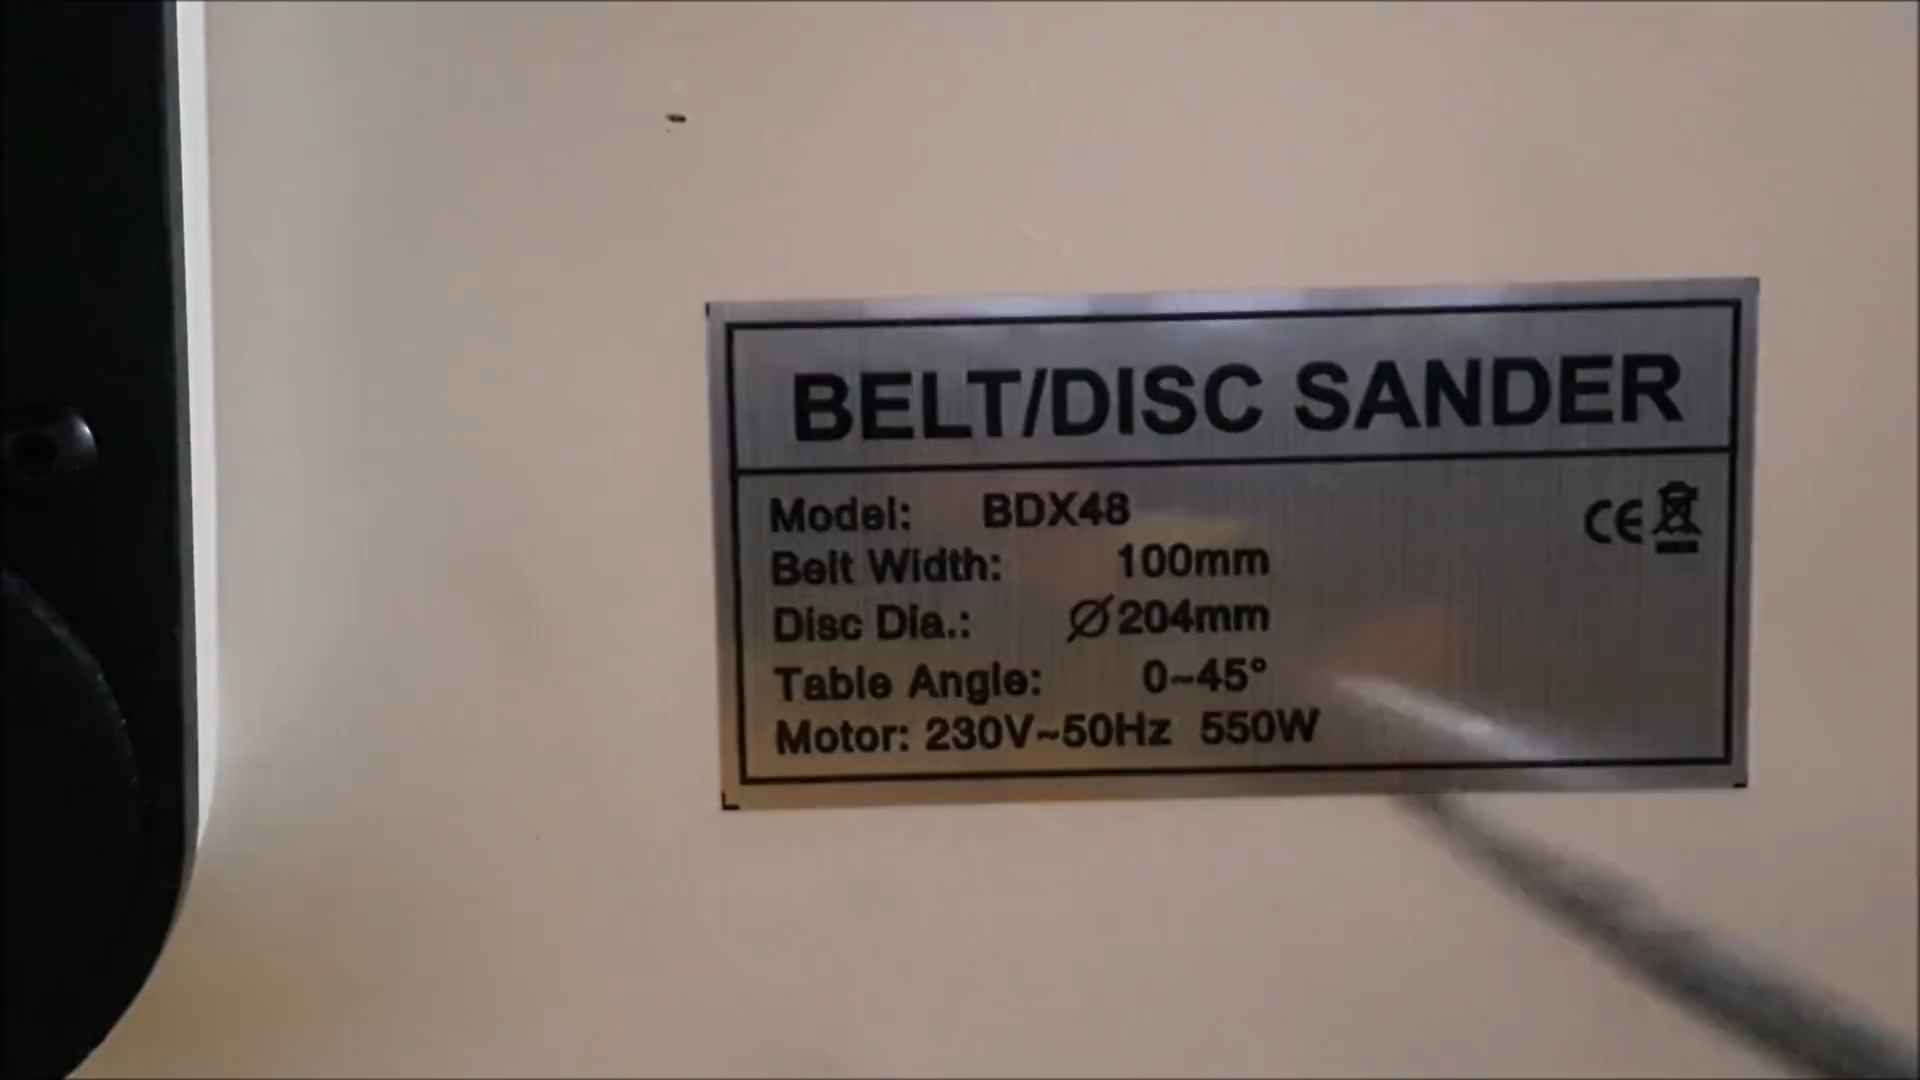 BELT/DISC SANDER
Model: BDX48
CE
Belt Width: 100mm
Disc Dia.: Ø204mm
Table Angle: 0~45°
Motor: 230V~50Hz 550W